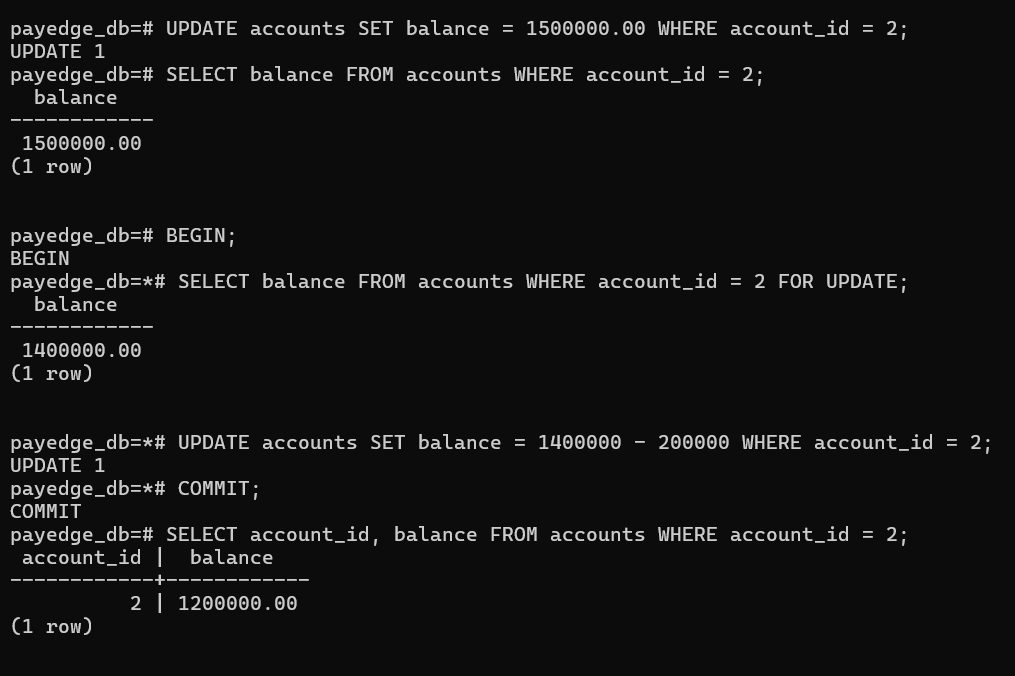 payedge_db=# UPDATE accounts SET balance = 1500000.00 WHERE account_id = 2;
UPDATE 1
payedge_db=# SELECT balance FROM accounts WHERE account_id = 2;
  balance
------------
 1500000.00
(1 row)

payedge_db=# BEGIN;
BEGIN
payedge_db=*# SELECT balance FROM accounts WHERE account_id = 2 FOR UPDATE;
  balance
------------
 1400000.00
(1 row)

payedge_db=*# UPDATE accounts SET balance = 1400000 - 200000 WHERE account_id = 2;
UPDATE 1
payedge_db=*# COMMIT;
COMMIT
payedge_db=# SELECT account_id, balance FROM accounts WHERE account_id = 2;
 account_id |  balance
------------+------------
          2 | 1200000.00
(1 row)